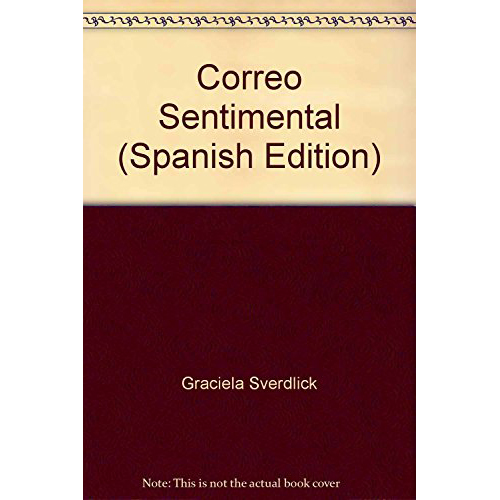 Correo
Sentimental
(Spanish Edition)
Graciela Sverdlick
Note: This is not the actual book cover